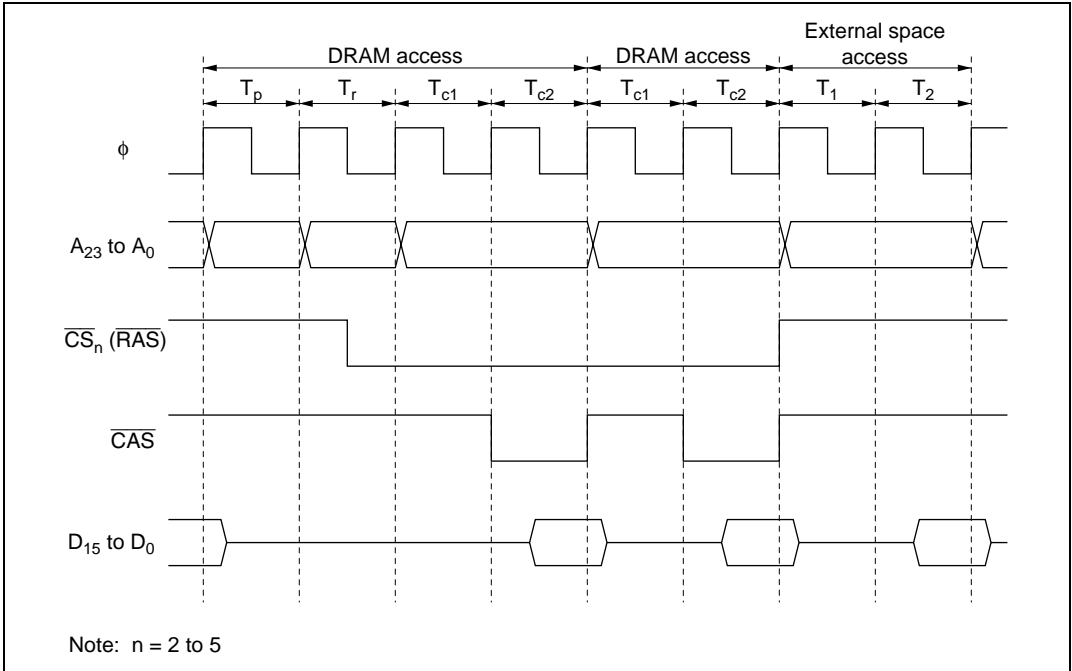 External space
access
DRAM access
DRAM access
Tp
Tr
Tc1
Tc2
Tc1
Tc2
T1
T2
ϕ
A23 to A0
CSn (RAS)
CAS
D15 to D0
Note: n = 2 to 5